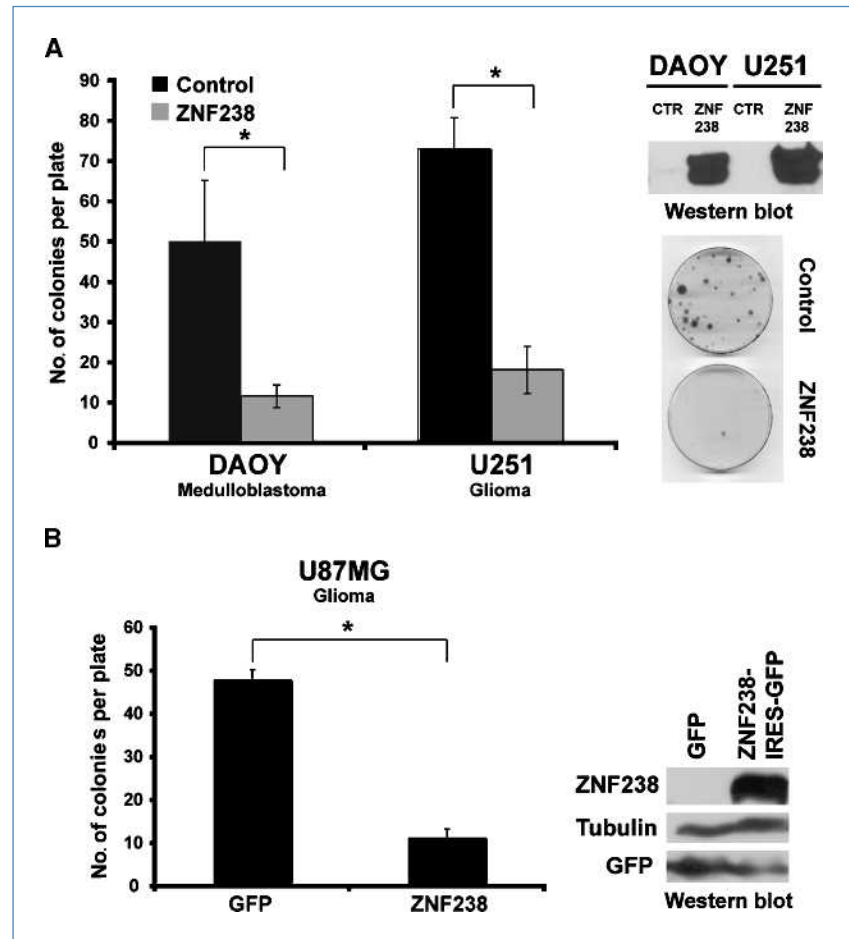 A
No. of colonies per plate
90
80
70
60
50
40
30
20
10
0
Control
ZNF238
*
*
DAOY
Medulloblastoma
U251
Glioma
DAOY U251
CTR ZNF 238 CTR ZNF 238
Western blot
Control
ZNF238
B
U87MG
Glioma
No. of colonies per plate
60
50
40
30
20
10
0
*
GFP
ZNF238
GFP
ZNF238-
IRES-GFP
ZNF238
Tubulin
GFP
Western blot